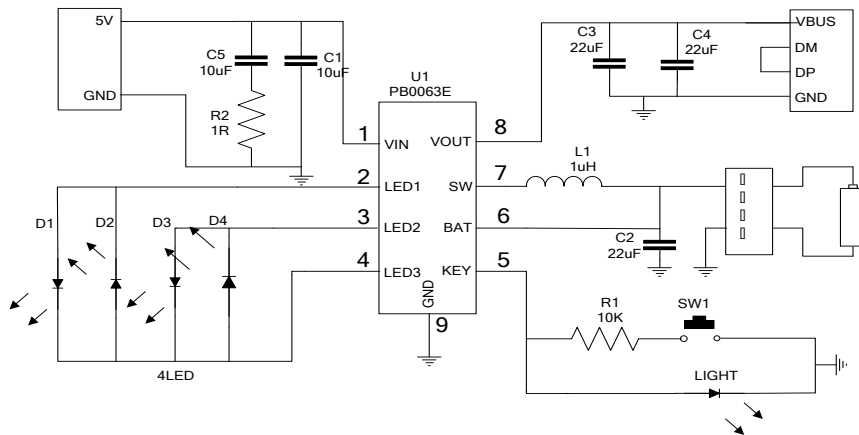 5V
GND
C5
10uF
C1
10uF
R2
1R
U1
PB0063E
C3
22uF
C4
22uF
VBUS
DM
DP
GND
1
VIN
2
LED1
3
LED2
4
LED3
GND
9
VOUT
8
SW
7
BAT
6
KEY
5
L1
1uH
C2
22uF
D1
D2
D3
D4
4LED
R1
10K
SW1
LIGHT